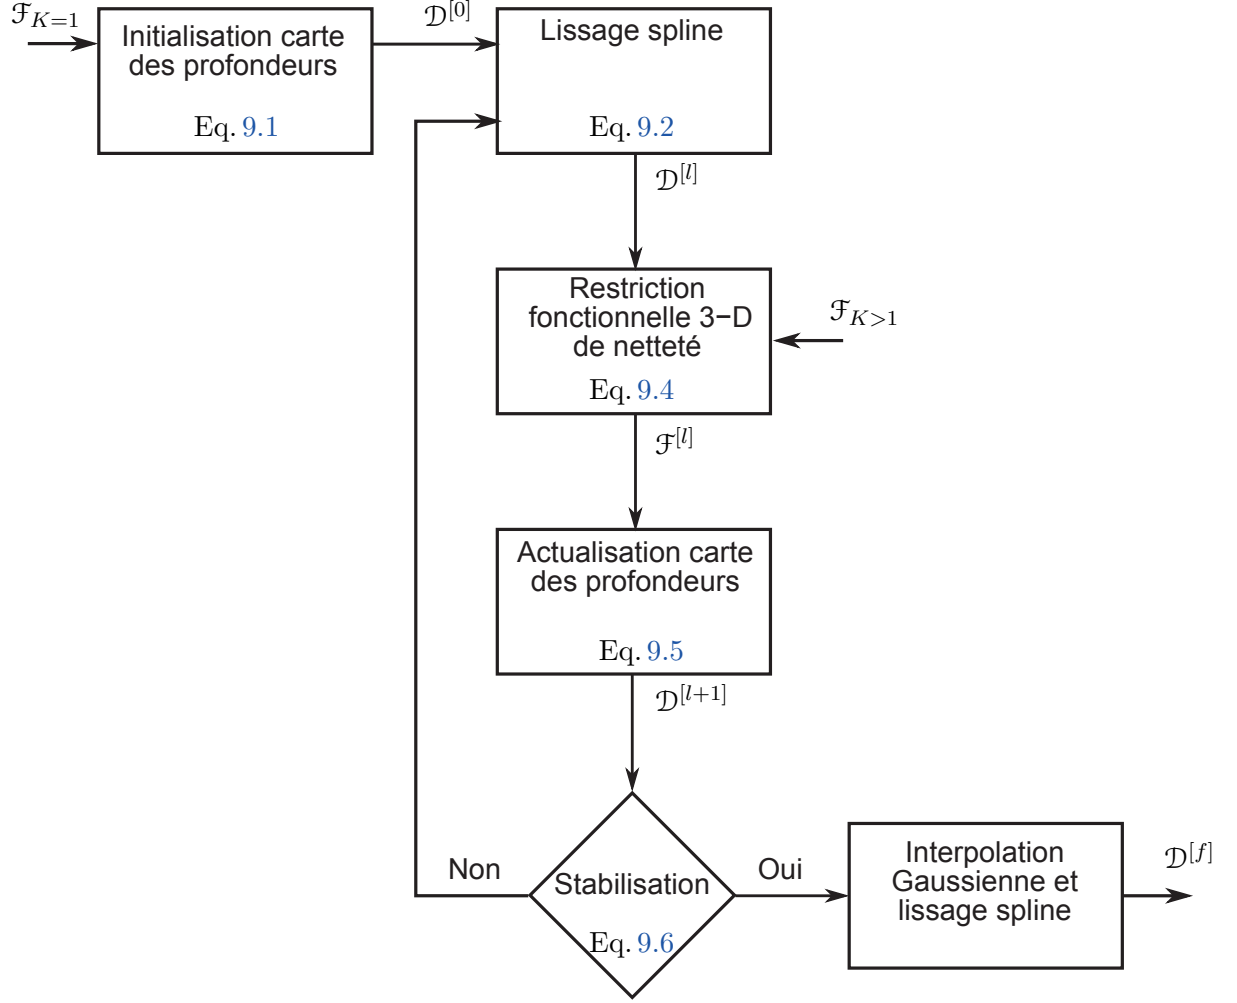 ℱ_{K=1}
Initialisation carte
des profondeurs
Eq. 9.1
𝒟^{[0]}
Lissage spline
Eq. 9.2
𝒟^{[l]}
Restriction
fonctionnelle 3−D
de netteté
Eq. 9.4
ℱ_{K>1}
ℱ^{[l]}
Actualisation carte
des profondeurs
Eq. 9.5
𝒟^{[l+1]}
Non
Stabilisation
Eq. 9.6
Oui
Interpolation
Gaussienne et
lissage spline
𝒟^{[f]}